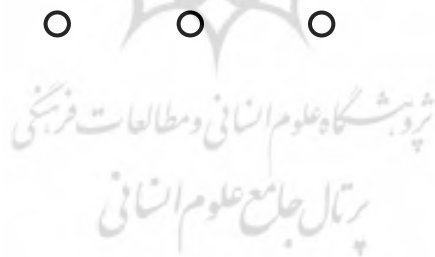 پژوهشگاه علوم انسانی و مطالعات فرهنگی
پرتال جامع علوم انسانی